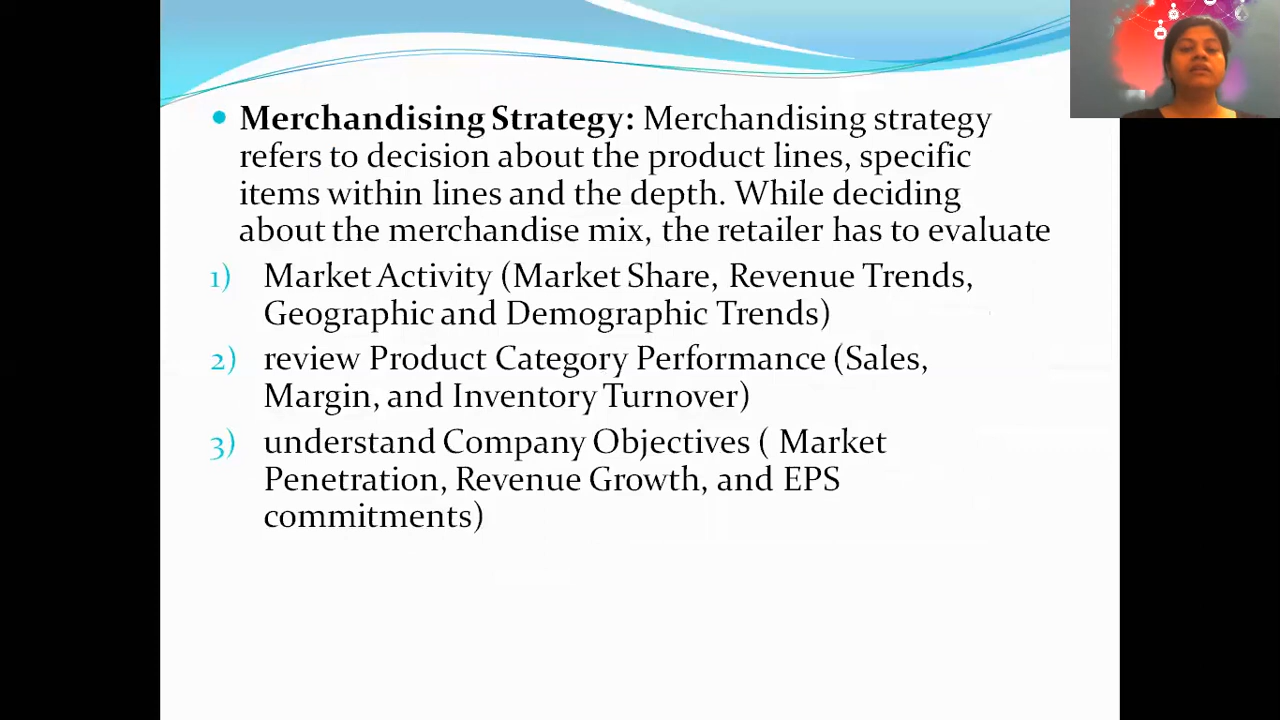 Merchandising Strategy: Merchandising strategy
refers to decision about the product lines, specific
items within lines and the depth. While deciding
about the merchandise mix, the retailer has to evaluate
1) Market Activity (Market Share, Revenue Trends,
Geographic and Demographic Trends)
2) review Product Category Performance (Sales,
Margin, and Inventory Turnover)
3) understand Company Objectives ( Market
Penetration, Revenue Growth, and EPS
commitments)